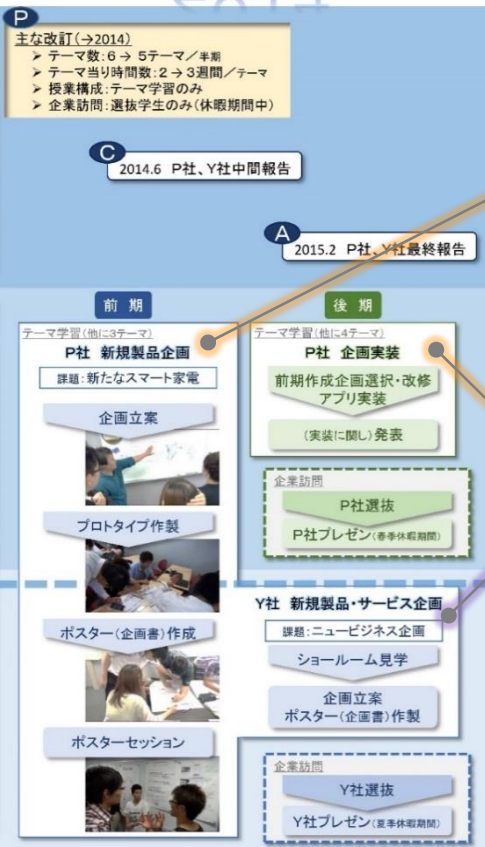 P
主な改訂(→2014)
➢ テーマ数:6 → 5テーマ/半期
➢ テーマ当り時間数:2 → 3週間/テーマ
➢ 授業構成:テーマ学習のみ
➢ 企業訪問:選抜学生のみ(休暇期間中)
C
2014.6 P社、Y社中間報告
A
2015.2 P社、Y社最終報告
前 期
テーマ学習(他に3テーマ)
P社 新規製品企画
課題:新たなスマート家電
企画立案
プロトタイプ作製
ポスター(企画書)作成
ポスターセッション
後 期
テーマ学習(他に4テーマ)
P社 企画実装
前期作成企画選択・改修
アプリ実装
(実装に関し)発表
企業訪問
P社選抜
P社プレゼン(春季休暇期間)
Y社 新規製品・サービス企画
課題:ニュービジネス企画
ショールーム見学
企画立案
ポスター(企画書)作製
企業訪問
Y社選抜
Y社プレゼン(夏季休暇期間)